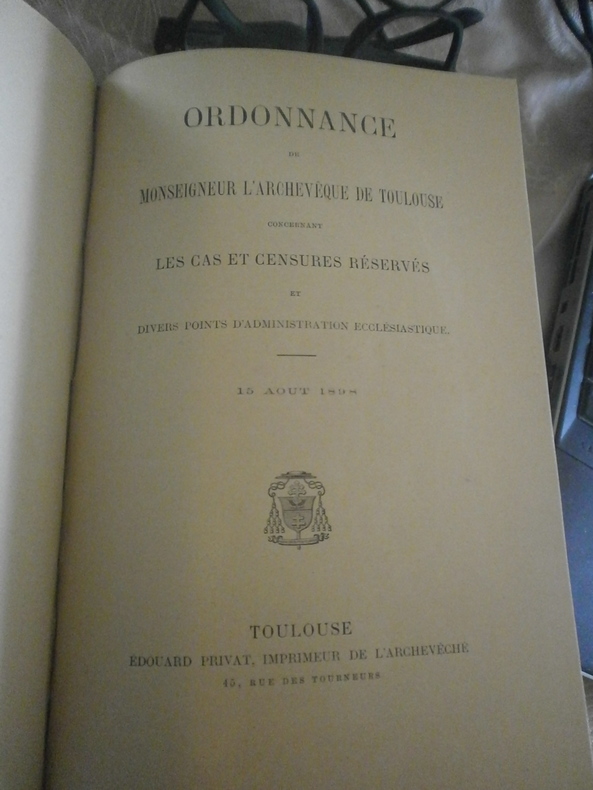 ORDONNANCE
DE
MONSEIGNEUR L'ARCHEVÊQUE DE TOULOUSE
CONCERNANT
LES CAS ET CENSURES RÉSERVÉS
ET
DIVERS POINTS D'ADMINISTRATION ECCLÉSIASTIQUE.
15 AOUT 1898
TOULOUSE
ÉDOUARD PRIVAT, IMPRIMEUR DE L'ARCHEVÊCHÉ
45, RUE DES TOURNEURS